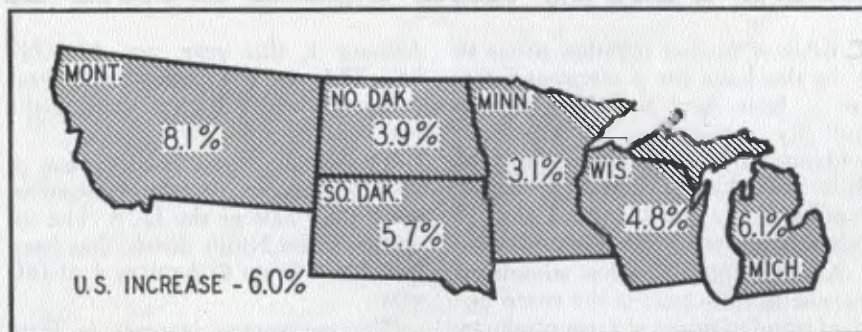 MONT.
8.1%
NO. DAK.
3.9%
SO. DAK.
5.7%
MINN.
3.1%
WIS.
4.8%
6.1%
MICH.
U.S. INCREASE - 6.0%